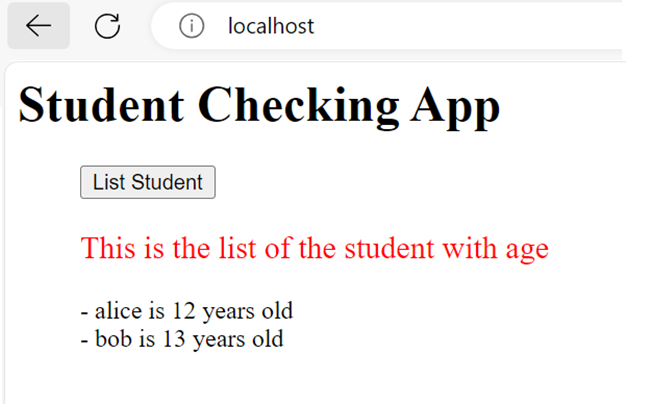 localhost
Student Checking App
List Student
This is the list of the student with age
- alice is 12 years old
- bob is 13 years old